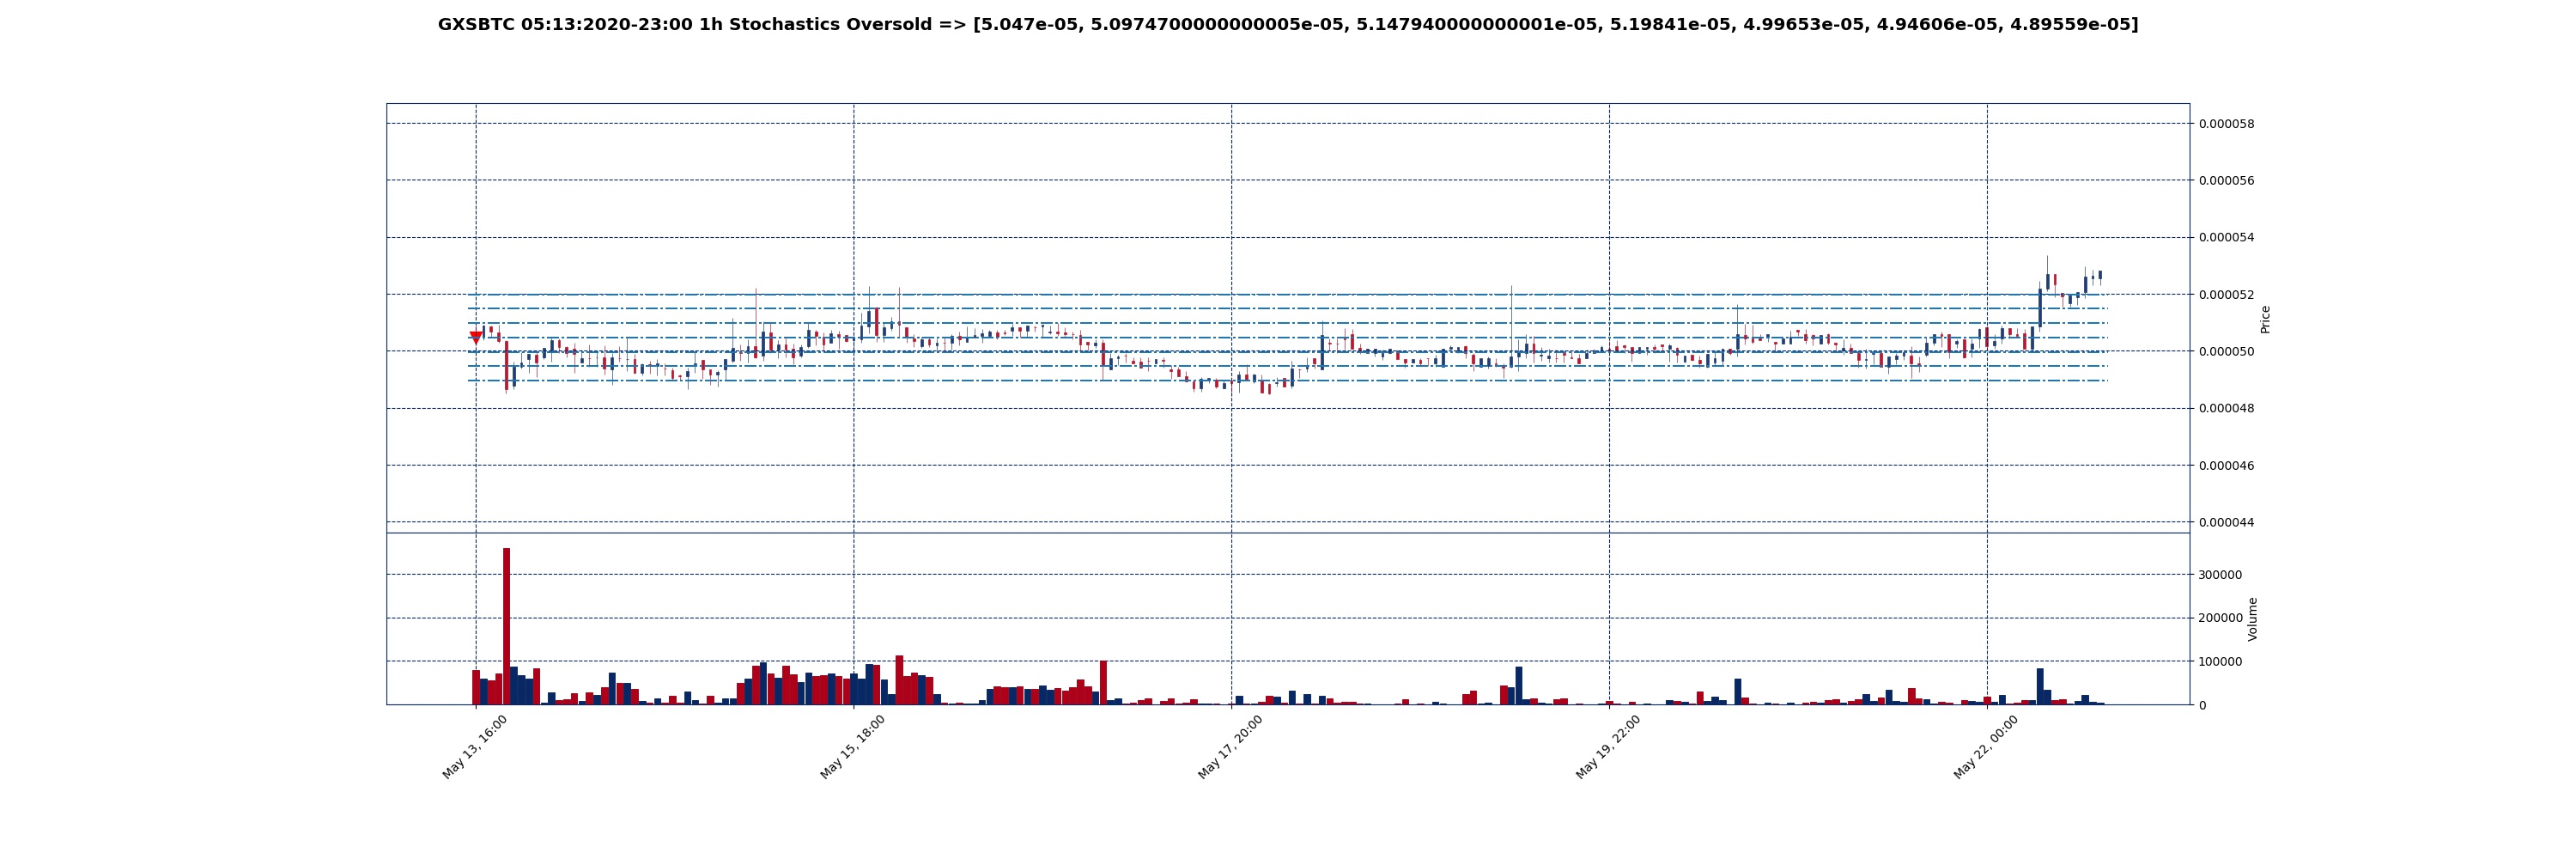 GXSBTC 05:13:2020-23:00 1h Stochastics Oversold => [5.047e-05, 5.0974700000000005e-05, 5.147940000000001e-05, 5.19841e-05, 4.99653e-05, 4.94606e-05, 4.89559e-05]
0.000058
0.000056
0.000054
0.000052
0.000050
0.000048
0.000046
0.000044
Price
300000
200000
100000
0
Volume
May 13, 16:00
May 15, 18:00
May 17, 20:00
May 19, 22:00
May 22, 00:00